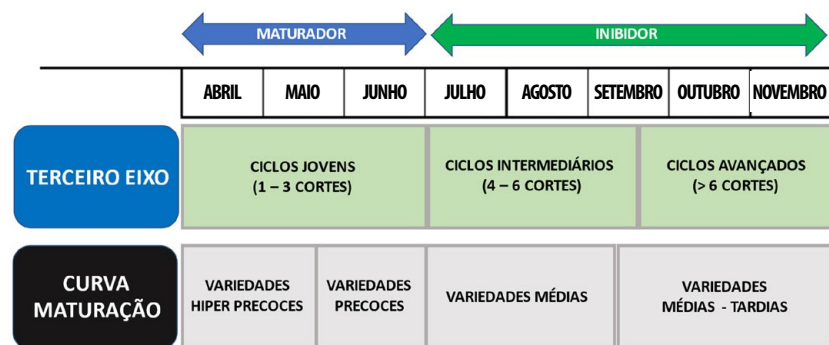 MATURADOR
INIBIDOR
ABRIL MAIO JUNHO JULHO AGOSTO SETEMBRO OUTUBRO NOVEMBRO
TERCEIRO EIXO
CICLOS JOVENS
(1 – 3 CORTES)
CICLOS INTERMEDIÁRIOS
(4 – 6 CORTES)
CICLOS AVANÇADOS
(> 6 CORTES)
CURVA
MATURAÇÃO
VARIEDADES
HIPER PRECOCES
VARIEDADES
PRECOCES
VARIEDADES MÉDIAS
VARIEDADES
MÉDIAS - TARDIAS